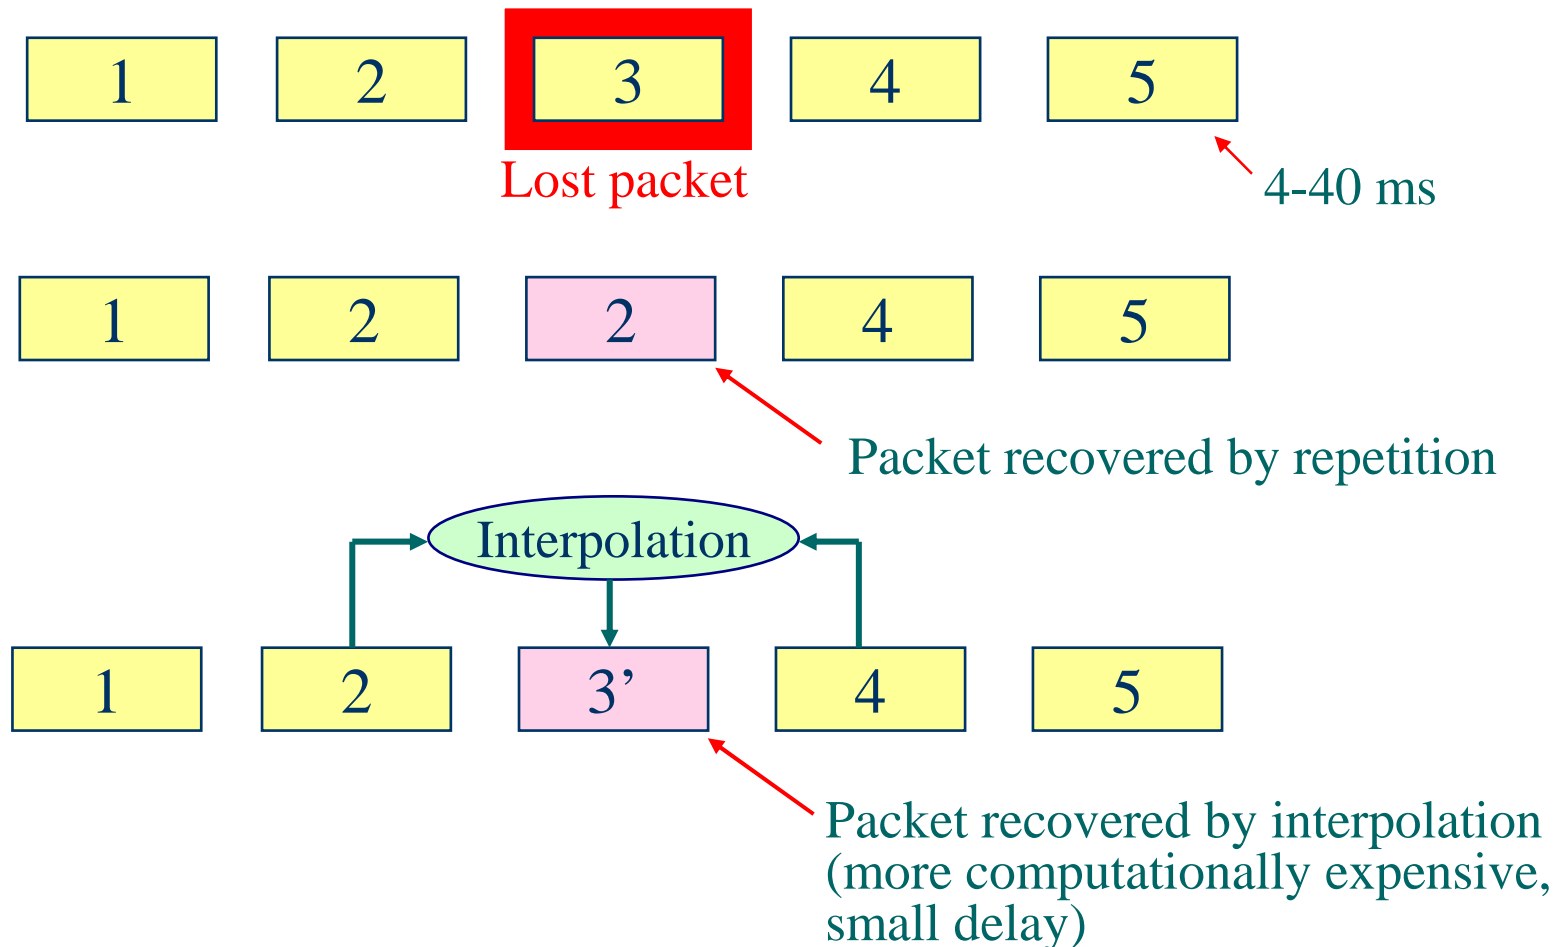 1 2 3 4 5
Lost packet
4-40 ms
1 2 2 4 5
Packet recovered by repetition
Interpolation
1 2 3’ 4 5
Packet recovered by interpolation
(more computationally expensive,
small delay)